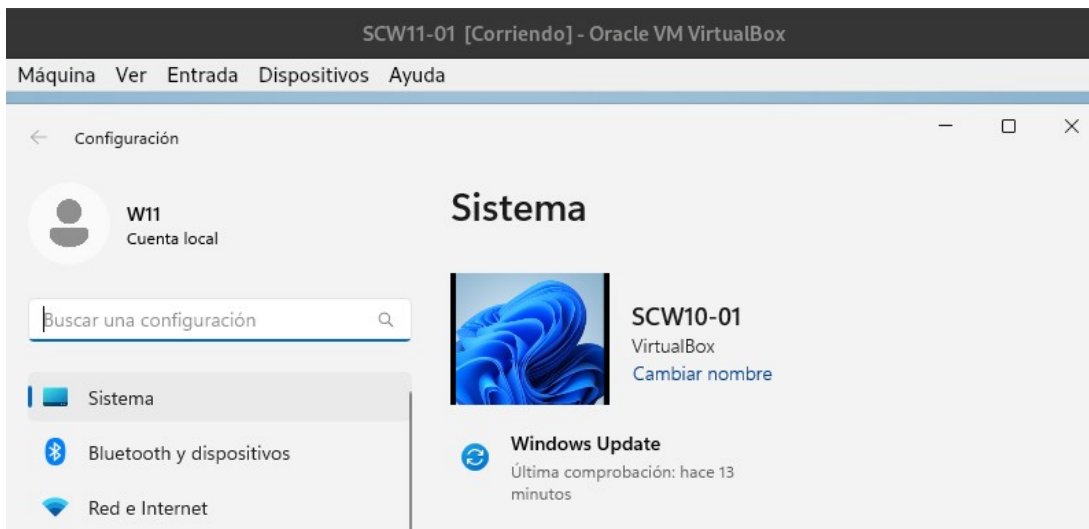 SCW11-01 [Corriendo] - Oracle VM VirtualBox
Máquina Ver Entrada Dispositivos Ayuda
Configuración
W11
Cuenta local
Buscar una configuración
Sistema
Bluetooth y dispositivos
Red e Internet
Sistema
SCW10-01
VirtualBox
Cambiar nombre
Windows Update
Última comprobación: hace 13
minutos